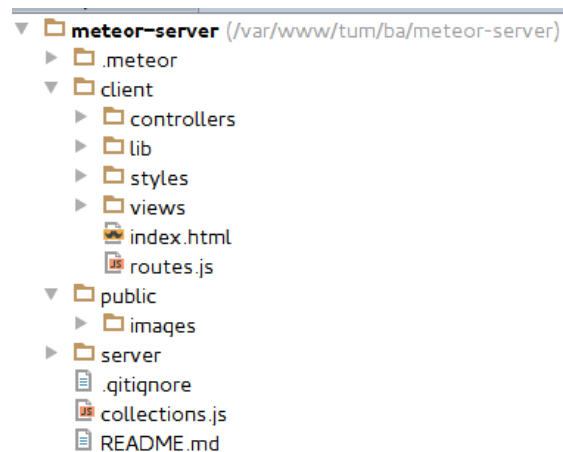 meteor-server (/var/www/tum/ba/meteor-server)
.meteor
client
controllers
lib
styles
views
index.html
routes.js
public
images
server
.gitignore
collections.js
README.md